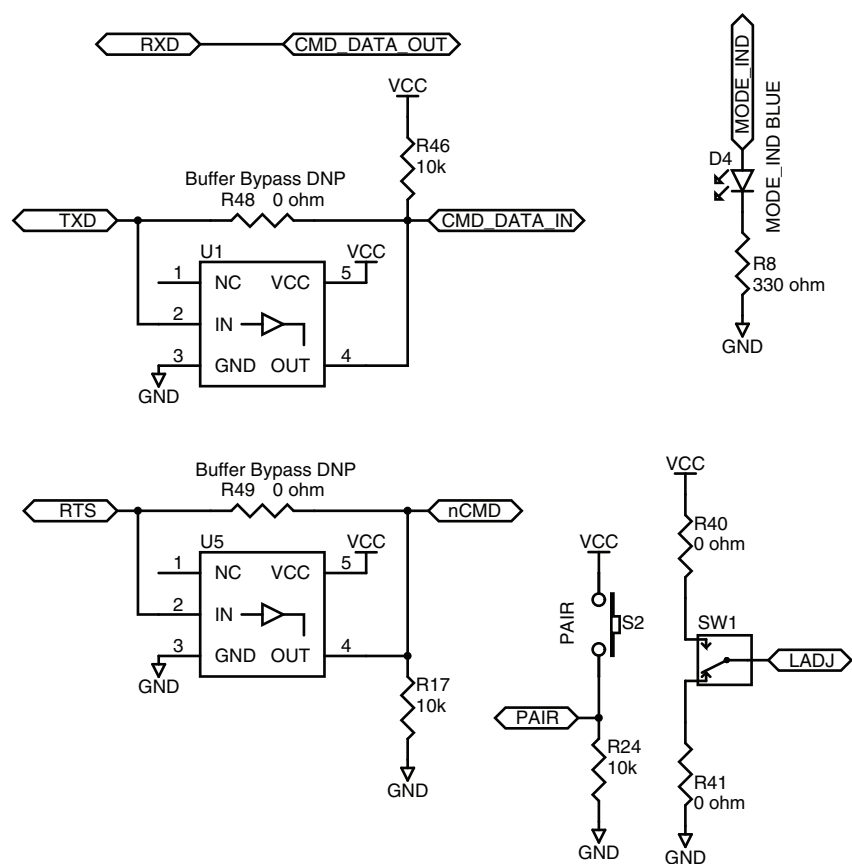 RXD
CMD_DATA_OUT
VCC
R46
10k
Buffer Bypass DNP
R48 0 ohm
TXD
CMD_DATA_IN
U1
VCC
1 NC VCC 5
2 IN
3 GND OUT 4
GND
MODE_IND
D4
MODE_IND BLUE
R8
330 ohm
GND
Buffer Bypass DNP
R49 0 ohm
RTS
nCMD
U5
VCC
1 NC VCC 5
2 IN
3 GND OUT 4
GND
R17
10k
GND
VCC
PAIR
S2
PAIR
R24
10k
GND
VCC
R40
0 ohm
SW1
LADJ
R41
0 ohm
GND